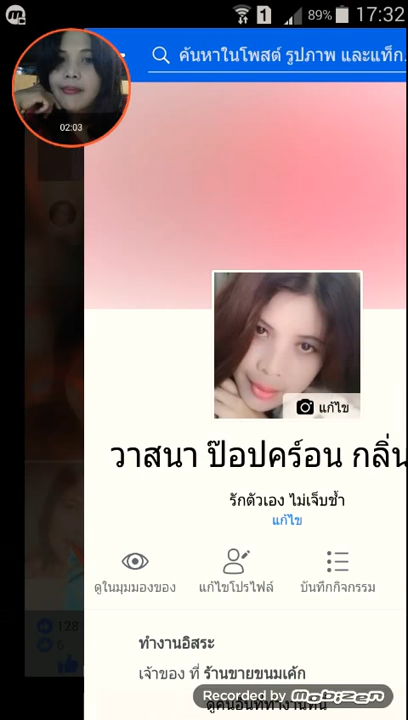 1 89% 17:32
ค้นหาในโพสต์ รูปภาพ และแท็ก
02:03
แก้ไข
วาสนา ป๊อปคร์อน กลิ่น
รักตัวเอง ไม่เจ็บช้ำ
แก้ไข
ดูในมุมมองของ แก้ไขโปรไฟล์ บันทึกกิจกรรม
128
6
ทำงานอิสระ
เจ้าของ ที่ ร้านขายขนมเค้ก
Recorded by Mobizen